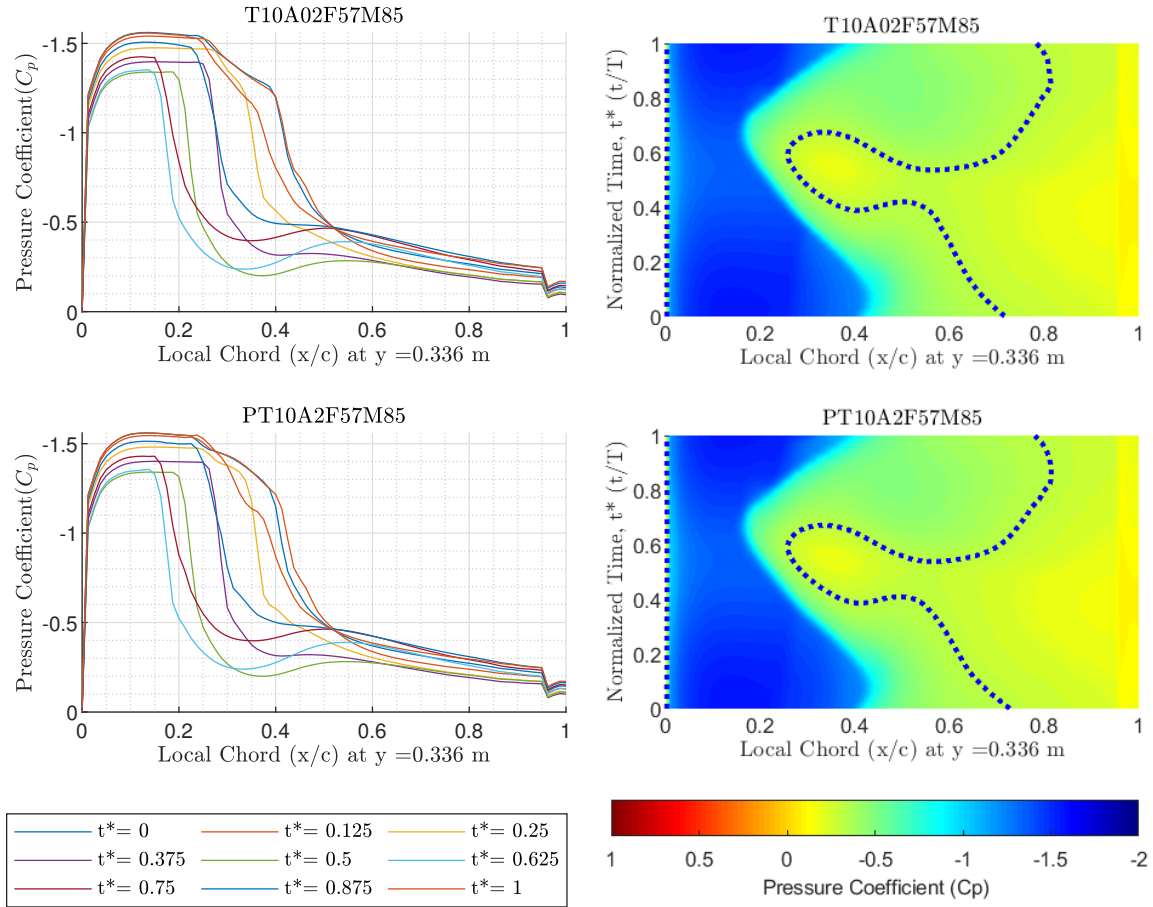 T10A02F57M85
Pressure Coefficient(Cp)
-1.5
-1
-0.5
0
0 0.2 0.4 0.6 0.8 1
Local Chord (x/c) at y =0.336 m
T10A02F57M85
Normalized Time, t* (t/T)
1
0.8
0.6
0.4
0.2
0
0 0.2 0.4 0.6 0.8 1
Local Chord (x/c) at y =0.336 m
PT10A2F57M85
Pressure Coefficient(Cp)
-1.5
-1
-0.5
0
0 0.2 0.4 0.6 0.8 1
Local Chord (x/c) at y =0.336 m
PT10A2F57M85
Normalized Time, t* (t/T)
1
0.8
0.6
0.4
0.2
0
0 0.2 0.4 0.6 0.8 1
Local Chord (x/c) at y =0.336 m
t*= 0 t*= 0.125 t*= 0.25
t*= 0.375 t*= 0.5 t*= 0.625
t*= 0.75 t*= 0.875 t*= 1
1 0.5 0 -0.5 -1 -1.5 -2
Pressure Coefficient (Cp)